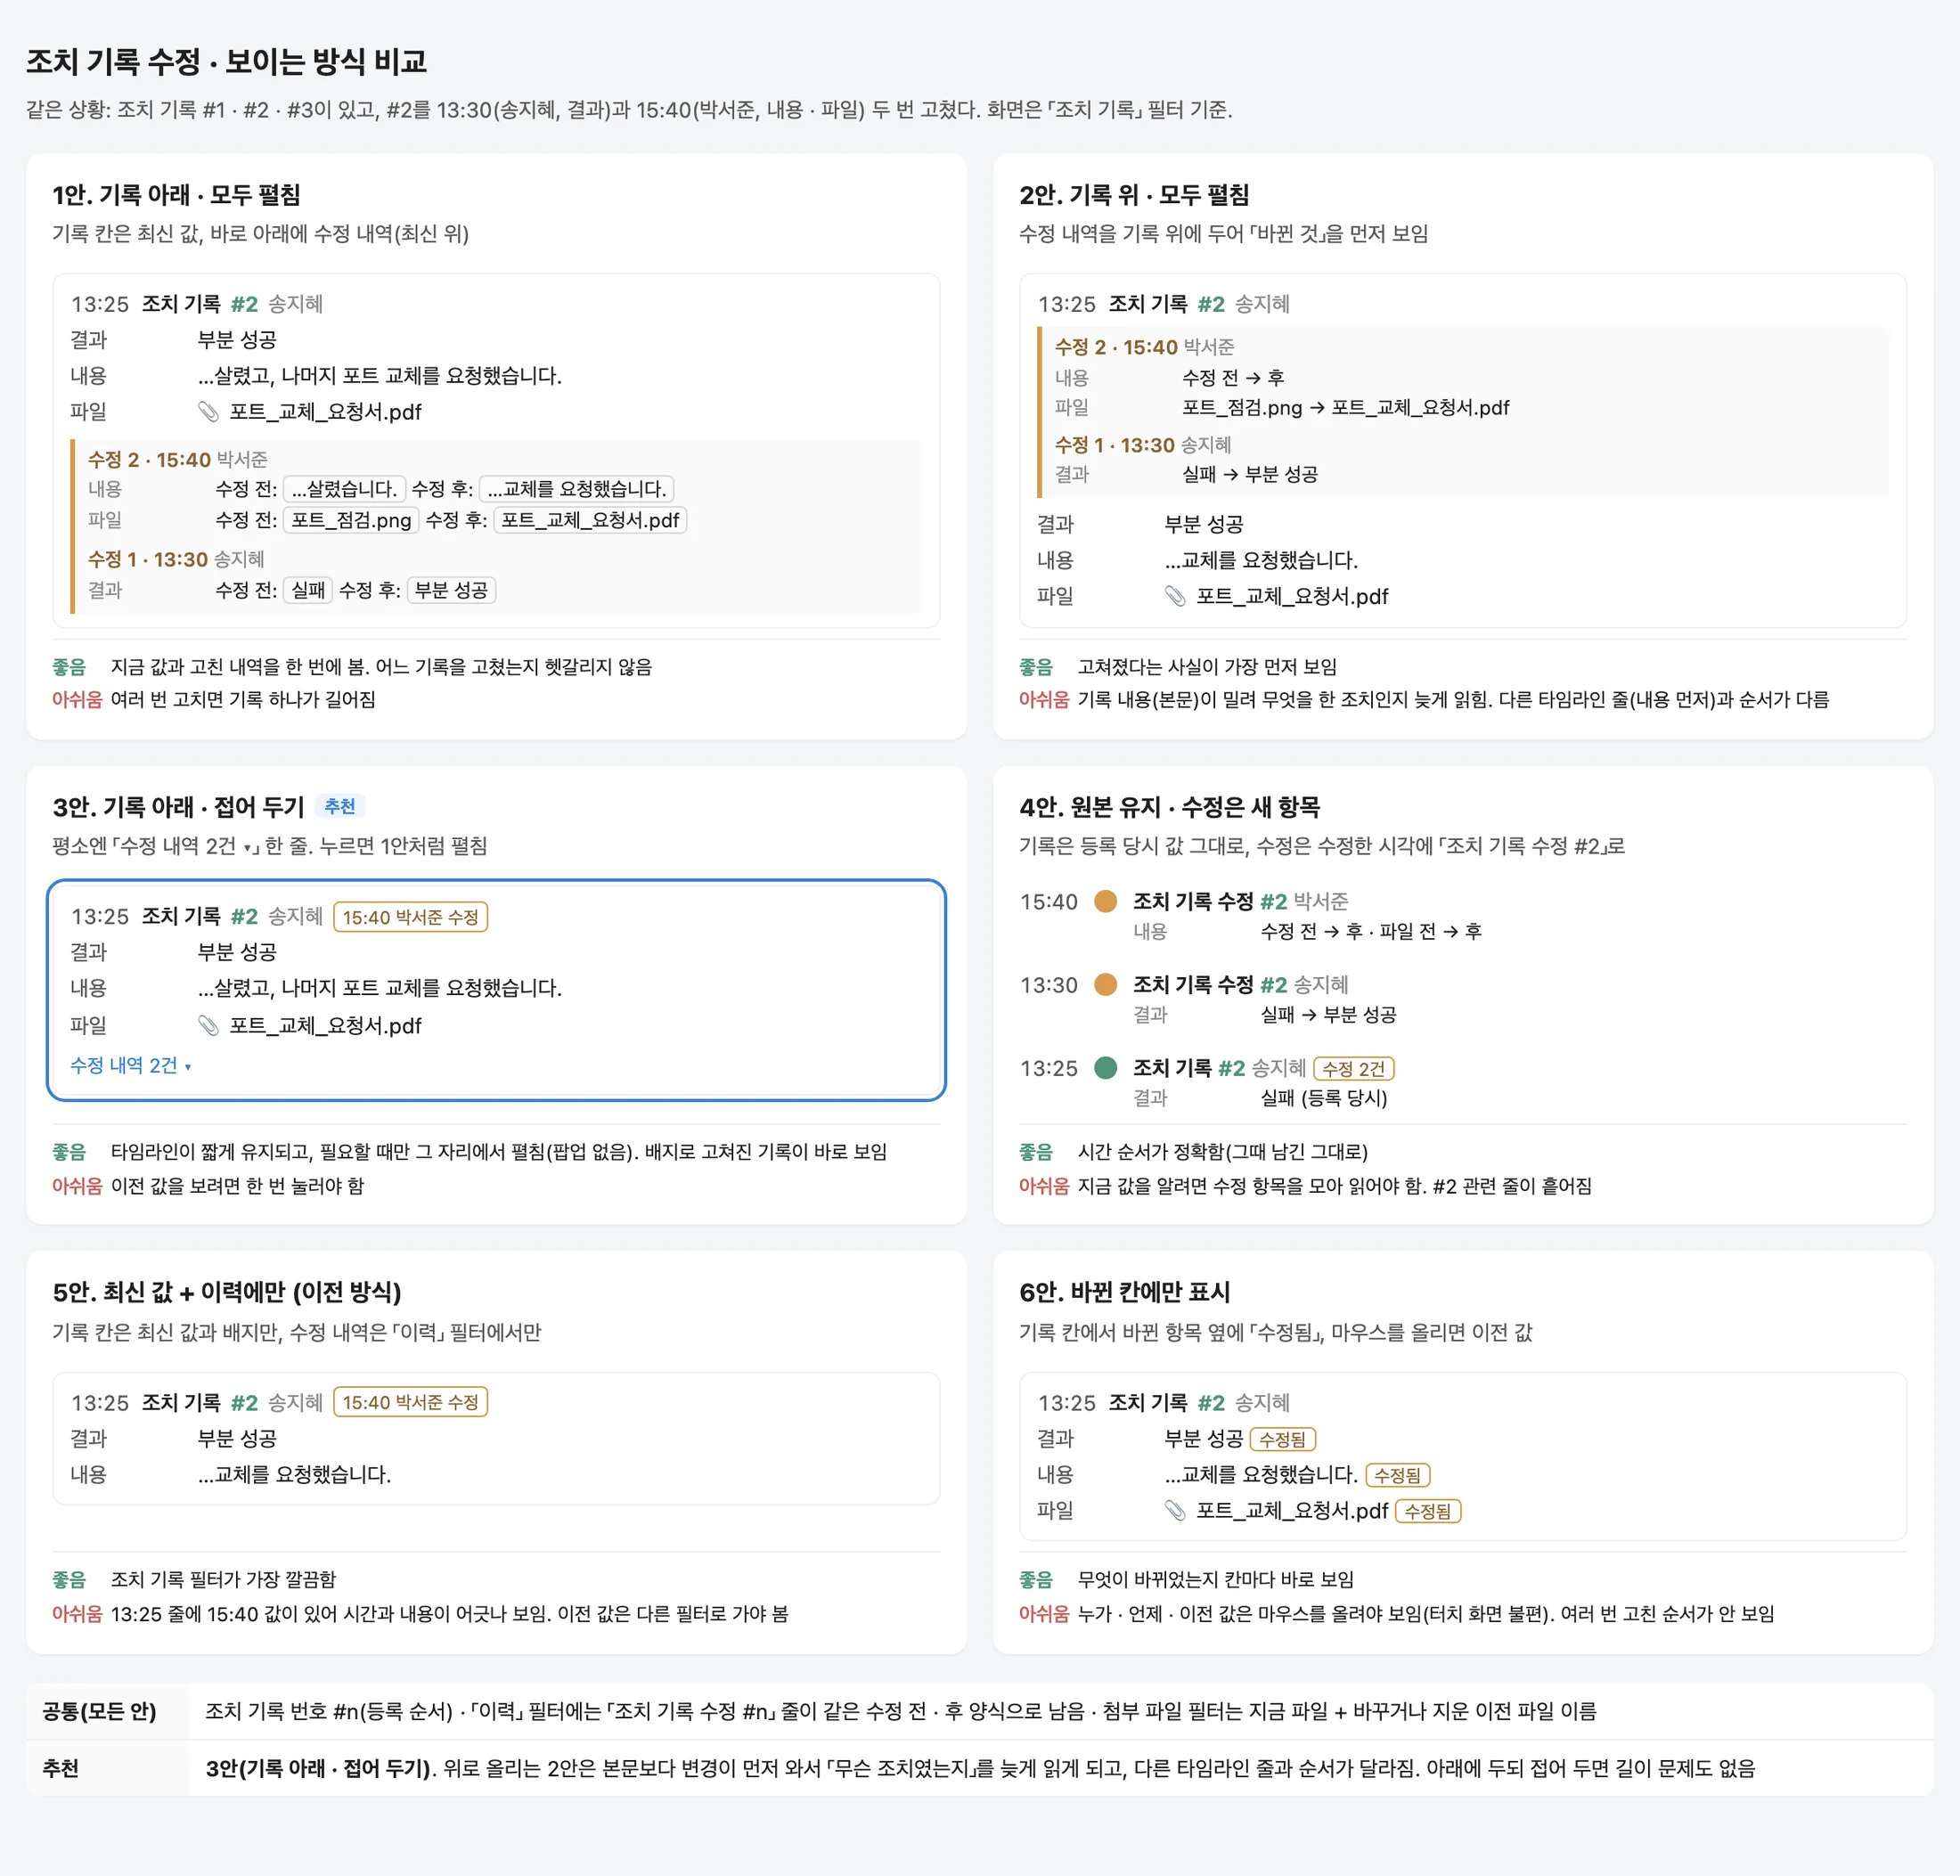 조치 기록 수정 · 보이는 방식 비교
같은 상황: 조치 기록 #1 · #2 · #3이 있고, #2를 13:30(송지혜, 결과)과 15:40(박서준, 내용 · 파일) 두 번 고쳤다. 화면은 「조치 기록」 필터 기준.
1안. 기록 아래 · 모두 펼침
기록 칸은 최신 값, 바로 아래에 수정 내역(최신 위)
13:25 조치 기록 #2 송지혜
결과 부분 성공
내용 ...살렸고, 나머지 포트 교체를 요청했습니다.
파일 📎 포트_교체_요청서.pdf
수정 2 · 15:40 박서준
내용 수정 전: ...살렸습니다. 수정 후: ...교체를 요청했습니다.
파일 수정 전: 포트_점검.png 수정 후: 포트_교체_요청서.pdf
수정 1 · 13:30 송지혜
결과 수정 전: 실패 수정 후: 부분 성공
좋음 지금 값과 고친 내역을 한 번에 봄. 어느 기록을 고쳤는지 헷갈리지 않음
아쉬움 여러 번 고치면 기록 하나가 길어짐
2안. 기록 위 · 모두 펼침
수정 내역을 기록 위에 두어 「바뀐 것」을 먼저 보임
13:25 조치 기록 #2 송지혜
수정 2 · 15:40 박서준
내용 수정 전 → 후
파일 포트_점검.png → 포트_교체_요청서.pdf
수정 1 · 13:30 송지혜
결과 실패 → 부분 성공
결과 부분 성공
내용 ...교체를 요청했습니다.
파일 📎 포트_교체_요청서.pdf
좋음 고쳐졌다는 사실이 가장 먼저 보임
아쉬움 기록 내용(본문)이 밀려 무엇을 한 조치인지 늦게 읽힘. 다른 타임라인 줄(내용 먼저)과 순서가 다름
3안. 기록 아래 · 접어 두기 추천
평소엔 「수정 내역 2건 ▾」 한 줄. 누르면 1안처럼 펼침
13:25 조치 기록 #2 송지혜 15:40 박서준 수정
결과 부분 성공
내용 ...살렸고, 나머지 포트 교체를 요청했습니다.
파일 📎 포트_교체_요청서.pdf
수정 내역 2건 ▾
좋음 타임라인이 짧게 유지되고, 필요할 때만 그 자리에서 펼침(팝업 없음). 배지로 고쳐진 기록이 바로 보임
아쉬움 이전 값을 보려면 한 번 눌러야 함
4안. 원본 유지 · 수정은 새 항목
기록은 등록 당시 값 그대로, 수정은 수정한 시각에 「조치 기록 수정 #2」로
15:40 조치 기록 수정 #2 박서준
내용 수정 전 → 후 · 파일 전 → 후
13:30 조치 기록 수정 #2 송지혜
결과 실패 → 부분 성공
13:25 조치 기록 #2 송지혜 수정 2건
결과 실패 (등록 당시)
좋음 시간 순서가 정확함(그때 남긴 그대로)
아쉬움 지금 값을 알려면 수정 항목을 모아 읽어야 함. #2 관련 줄이 흩어짐
5안. 최신 값 + 이력에만 (이전 방식)
기록 칸은 최신 값과 배지만, 수정 내역은 「이력」 필터에서만
13:25 조치 기록 #2 송지혜 15:40 박서준 수정
결과 부분 성공
내용 ...교체를 요청했습니다.
좋음 조치 기록 필터가 가장 깔끔함
아쉬움 13:25 줄에 15:40 값이 있어 시간과 내용이 어긋나 보임. 이전 값은 다른 필터로 가야 봄
6안. 바뀐 칸에만 표시
기록 칸에서 바뀐 항목 옆에 「수정됨」, 마우스를 올리면 이전 값
13:25 조치 기록 #2 송지혜
결과 부분 성공 수정됨
내용 ...교체를 요청했습니다. 수정됨
파일 📎 포트_교체_요청서.pdf 수정됨
좋음 무엇이 바뀌었는지 칸마다 바로 보임
아쉬움 누가 · 언제 · 이전 값은 마우스를 올려야 보임(터치 화면 불편). 여러 번 고친 순서가 안 보임
공통(모든 안) 조치 기록 번호 #n(등록 순서) · 「이력」 필터에는 「조치 기록 수정 #n」 줄이 같은 수정 전 · 후 양식으로 남음 · 첨부 파일 필터는 지금 파일 + 바꾸거나 지운 이전 파일 이름
추천 3안(기록 아래 · 접어 두기). 위로 올리는 2안은 본문보다 변경이 먼저 와서 「무슨 조치였는지」를 늦게 읽게 되고, 다른 타임라인 줄과 순서가 달라짐. 아래에 두되 접어 두면 길이 문제도 없음